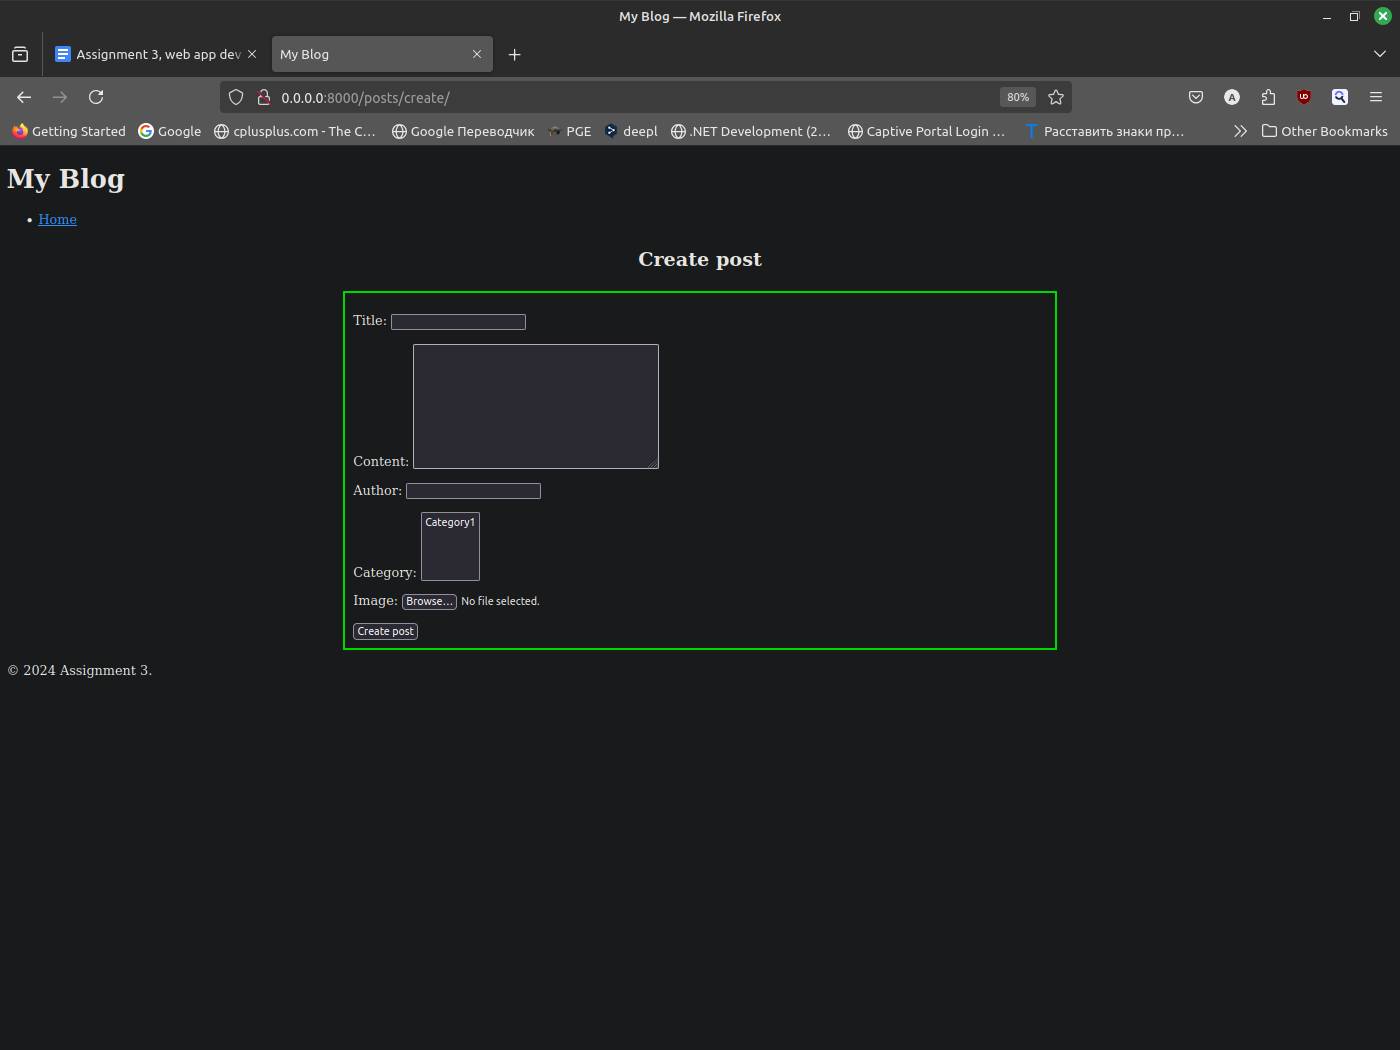 My Blog — Mozilla Firefox
Assignment 3, web app dev
My Blog
0.0.0.0:8000/posts/create/
80%
Getting Started
Google
cplusplus.com - The C…
Google Переводчик
PGE
deepl
.NET Development (2…
Captive Portal Login …
Расставить знаки пр…
Other Bookmarks
My Blog
• Home
Create post
Title:
Content:
Author:
Category1
Category:
Image: Browse… No file selected.
Create post
© 2024 Assignment 3.